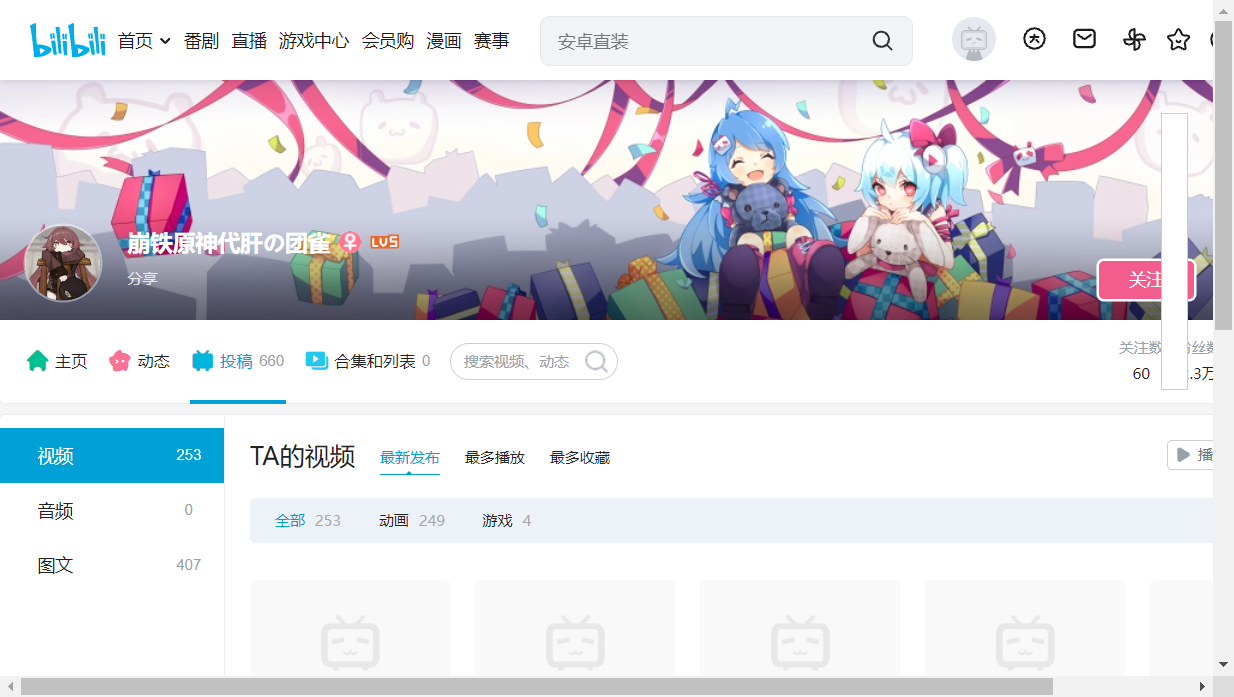 bilibili 首页 番剧 直播 游戏中心 会员购 漫画 赛事 安卓直装
崩铁原神代肝の团雀 LV5
分享
关注
主页 动态 投稿 660 合集和列表 0 搜索视频、动态
关注数
60 .3万
视频 253
音频 0
图文 407
TA的视频 最新发布 最多播放 最多收藏 播
全部 253 动画 249 游戏 4